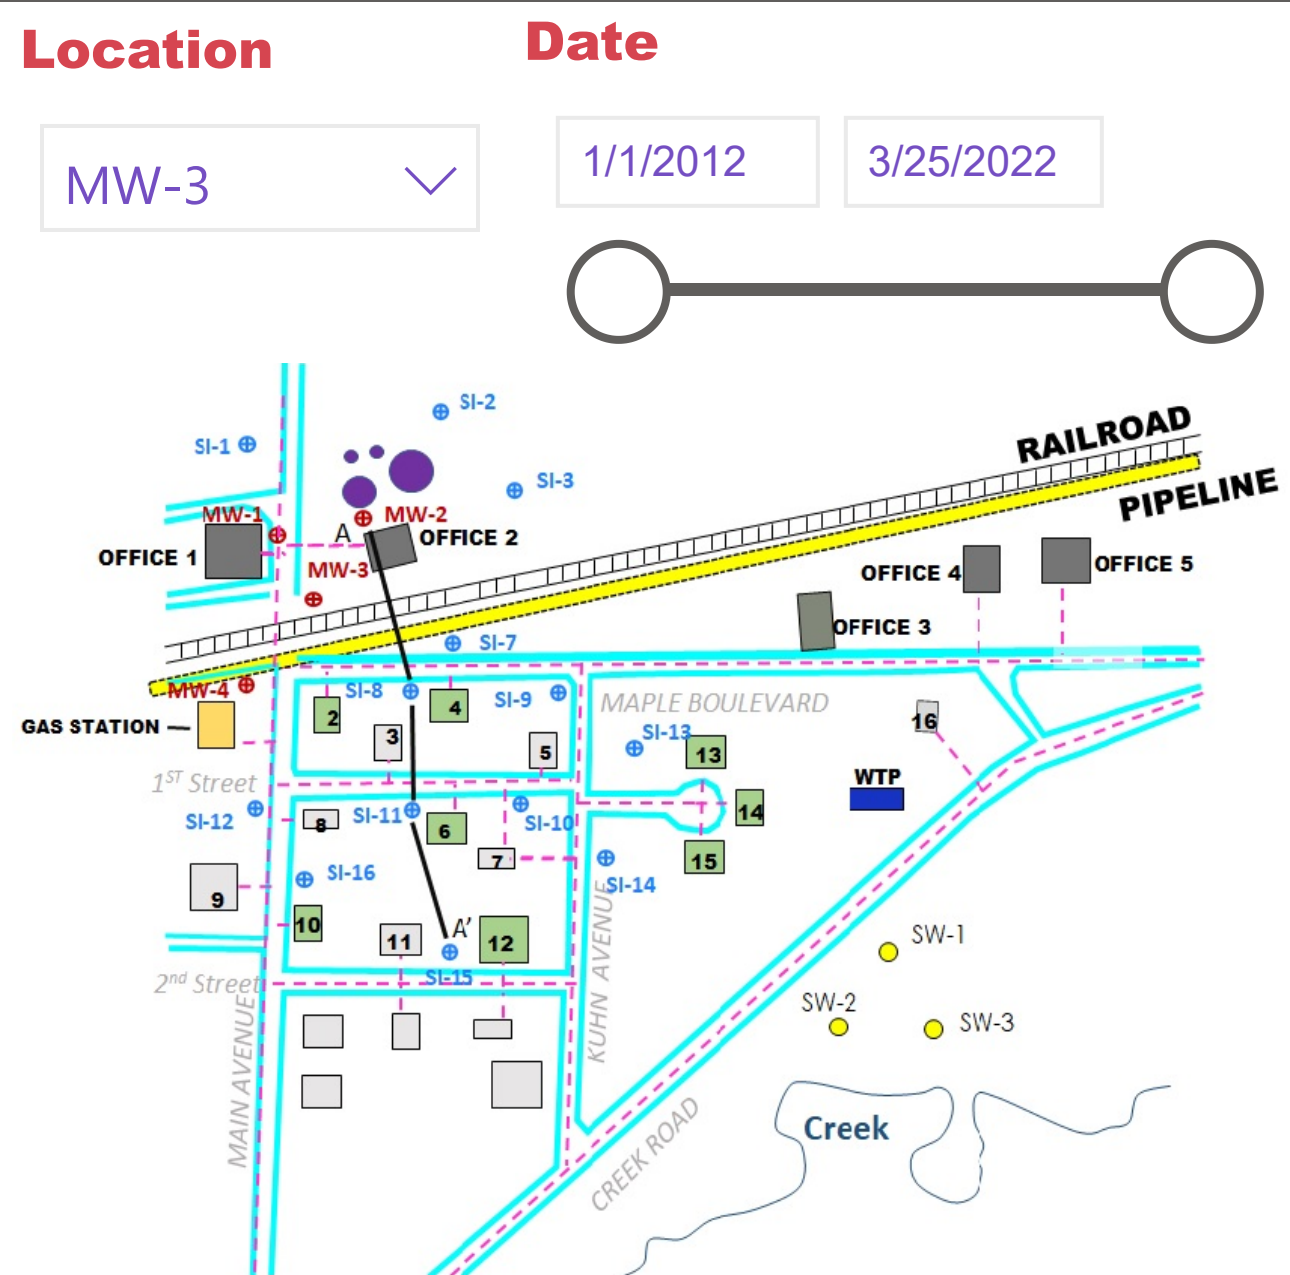 Location
Date
MW-3
1/1/2012
3/25/2022
SI-2
SI-1
SI-3
RAILROAD
PIPELINE
MW-1
MW-2
A
OFFICE 2
OFFICE 1
MW-3
OFFICE 4
OFFICE 5
OFFICE 3
SI-7
MW-4
SI-8
SI-9
MAPLE BOULEVARD
GAS STATION
2
4
3
5
SI-13
13
16
1ST Street
WTP
SI-12
8
SI-11
6
SI-10
14
7
15
SI-16
SI-14
9
10
11
A'
12
SI-15
2nd Street
KUHN AVENUE
MAIN AVENUE
SW-1
SW-2
SW-3
CREEK ROAD
Creek